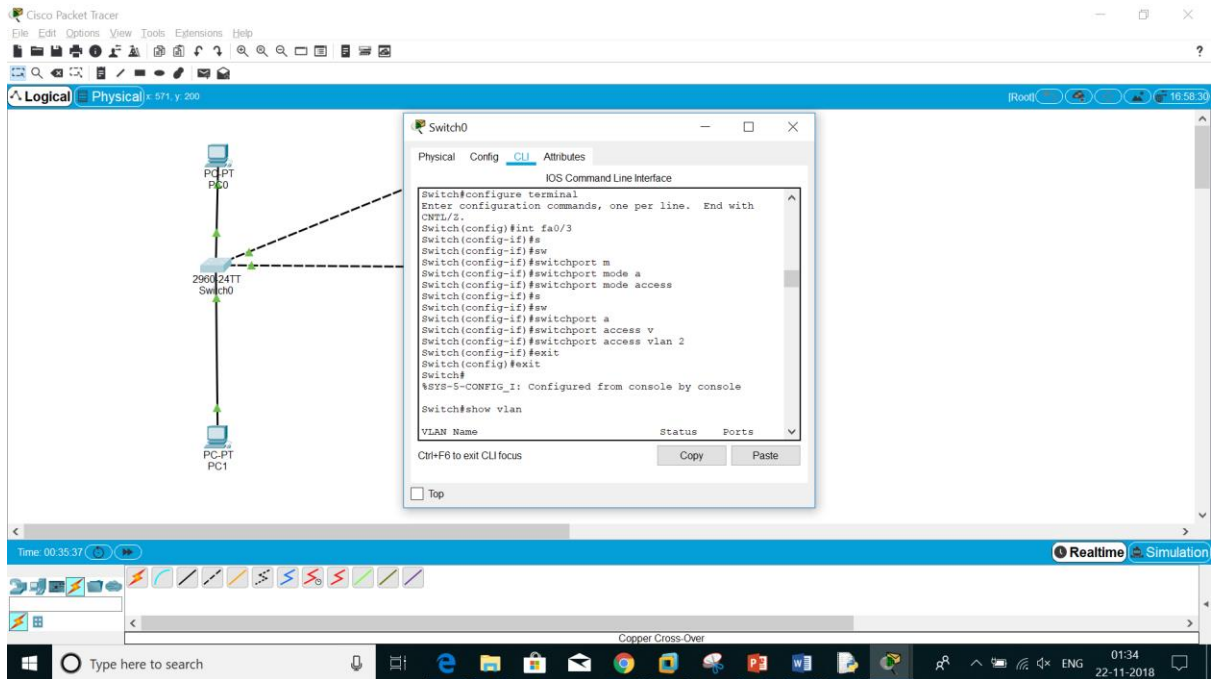 Cisco Packet Tracer
File Edit Options View Tools Extensions Help
?
Logical Physical x: 571, y: 200
[Root] 16:58:30
PC-PT
PC0
2960-24TT
Switch0
PC-PT
PC1
Switch0
Physical Config CLI Attributes
IOS Command Line Interface
Switch#configure terminal
Enter configuration commands, one per line. End with
CNTL/Z.
Switch(config)#int fa0/3
Switch(config-if)#s
Switch(config-if)#sw
Switch(config-if)#switchport m
Switch(config-if)#switchport mode a
Switch(config-if)#switchport mode access
Switch(config-if)#s
Switch(config-if)#sw
Switch(config-if)#switchport a
Switch(config-if)#switchport access v
Switch(config-if)#switchport access vlan 2
Switch(config-if)#exit
Switch(config)#exit
Switch#
%SYS-5-CONFIG_I: Configured from console by console
Switch#show vlan
VLAN Name Status Ports
Ctrl+F6 to exit CLI focus Copy Paste
Top
Time: 00:35:37 Realtime Simulation
Copper Cross-Over
Type here to search ENG 01:34
22-11-2018